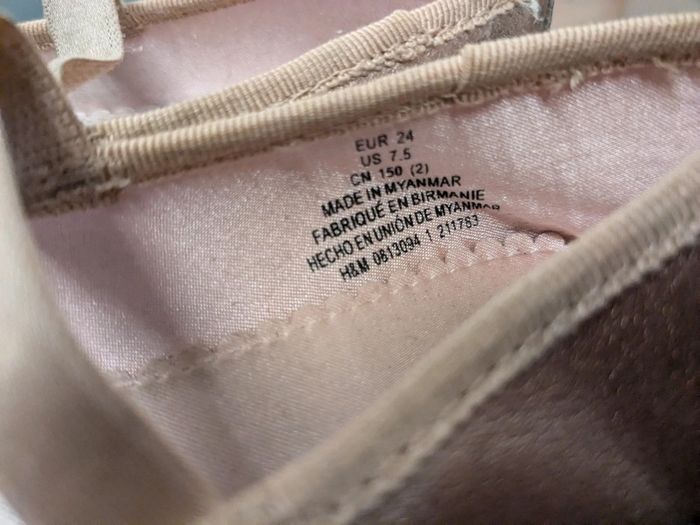 EUR 24
US 7.5
CN 150 (2)
MADE IN MYANMAR
FABRIQUÉ EN BIRMANIE
HECHO EN UNIÓN DE MYANMAR
H&M 0813094 1 211763